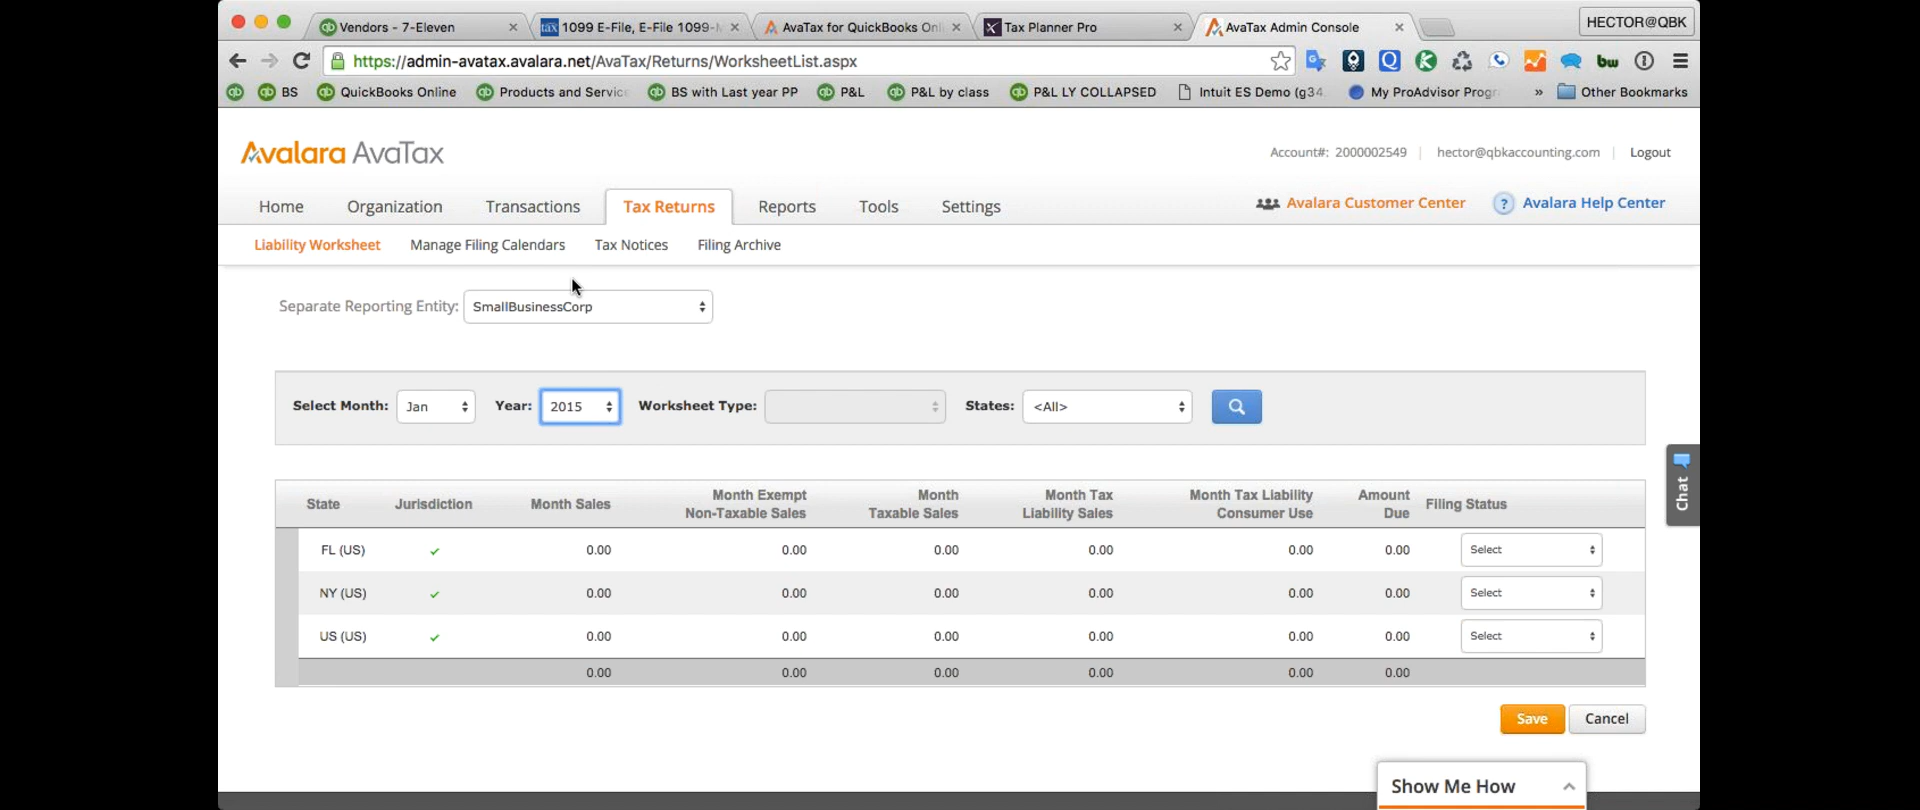 Vendors - 7-Eleven
1099 E-File, E-File 1099-
AvaTax for QuickBooks Onli
Tax Planner Pro
AvaTax Admin Console
HECTOR@QBK
https://admin-avatax.avalara.net/AvaTax/Returns/WorksheetList.aspx
BS
QuickBooks Online
Products and Servic
BS with Last year PP
P&L
P&L by class
P&L LY COLLAPSED
Intuit ES Demo (g34
My ProAdvisor Progr
»
Other Bookmarks
Avalara AvaTax
Account#: 2000002549 | hector@qbkaccounting.com | Logout
Home Organization Transactions Tax Returns Reports Tools Settings
Avalara Customer Center ? Avalara Help Center
Liability Worksheet Manage Filing Calendars Tax Notices Filing Archive
Separate Reporting Entity: SmallBusinessCorp
Select Month: Jan Year: 2015 Worksheet Type: States: <All>
Chat
State Jurisdiction Month Sales Month Exempt Non-Taxable Sales Month Taxable Sales Month Tax Liability Sales Month Tax Liability Consumer Use Amount Due Filing Status
FL (US) 0.00 0.00 0.00 0.00 0.00 0.00 Select
NY (US) 0.00 0.00 0.00 0.00 0.00 0.00 Select
US (US) 0.00 0.00 0.00 0.00 0.00 0.00 Select
0.00 0.00 0.00 0.00 0.00 0.00
Save Cancel
Show Me How